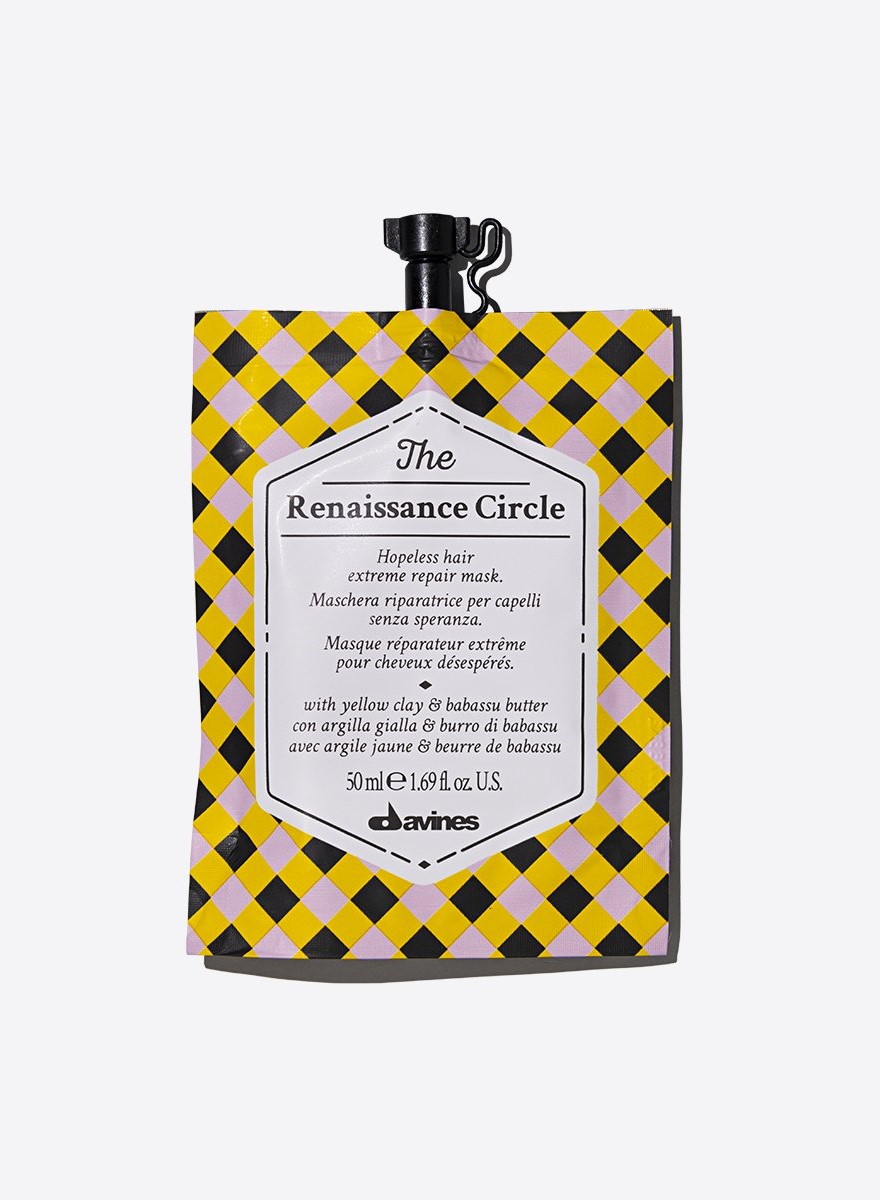 The
Renaissance Circle
Hopeless hair
extreme repair mask.
Maschera riparatrice per capelli
senza speranza.
Masque réparateur extrême
pour cheveux désespérés.
with yellow clay & babassu butter
con argilla gialla & burro di babassu
avec argile jaune & beurre de babassu
50 ml ℮ 1.69 fl. oz. U.S.
davines